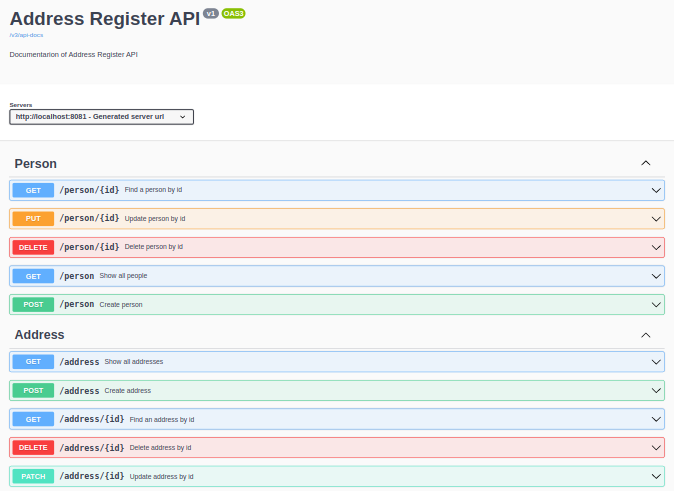 Address Register API v1 OAS3
/v3/api-docs
Documentarion of Address Register API
Servers
http://localhost:8081 - Generated server url
Person
GET /person/{id} Find a person by id
PUT /person/{id} Update person by id
DELETE /person/{id} Delete person by id
GET /person Show all people
POST /person Create person
Address
GET /address Show all addresses
POST /address Create address
GET /address/{id} Find an address by id
DELETE /address/{id} Delete address by id
PATCH /address/{id} Update address by id